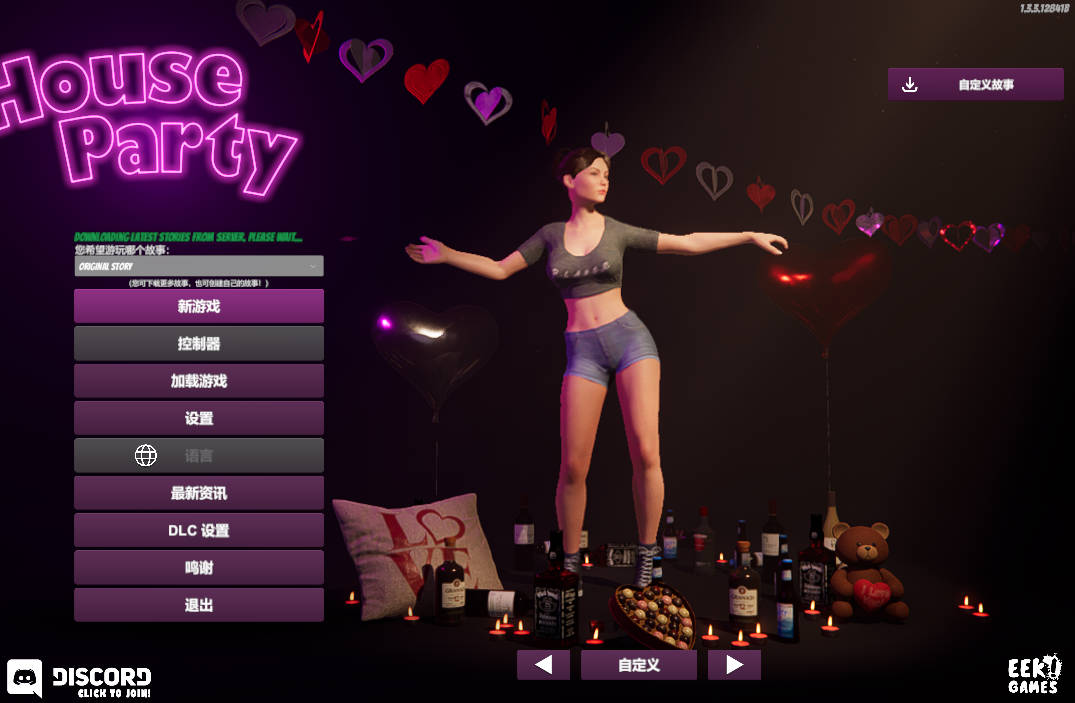 1.3.3.12841B
House
Party
自定义故事
DOWNLOADING LATEST STORIES FROM SERVER, PLEASE WAIT...
您希望游玩哪个故事:
ORIGINAL STORY
(您可下载更多故事、也可创建自己的故事！)
新游戏
控制器
加载游戏
设置
语言
最新资讯
DLC 设置
鸣谢
退出
自定义
DISCORD
CLICK TO JOIN!
EEK!
GAMES